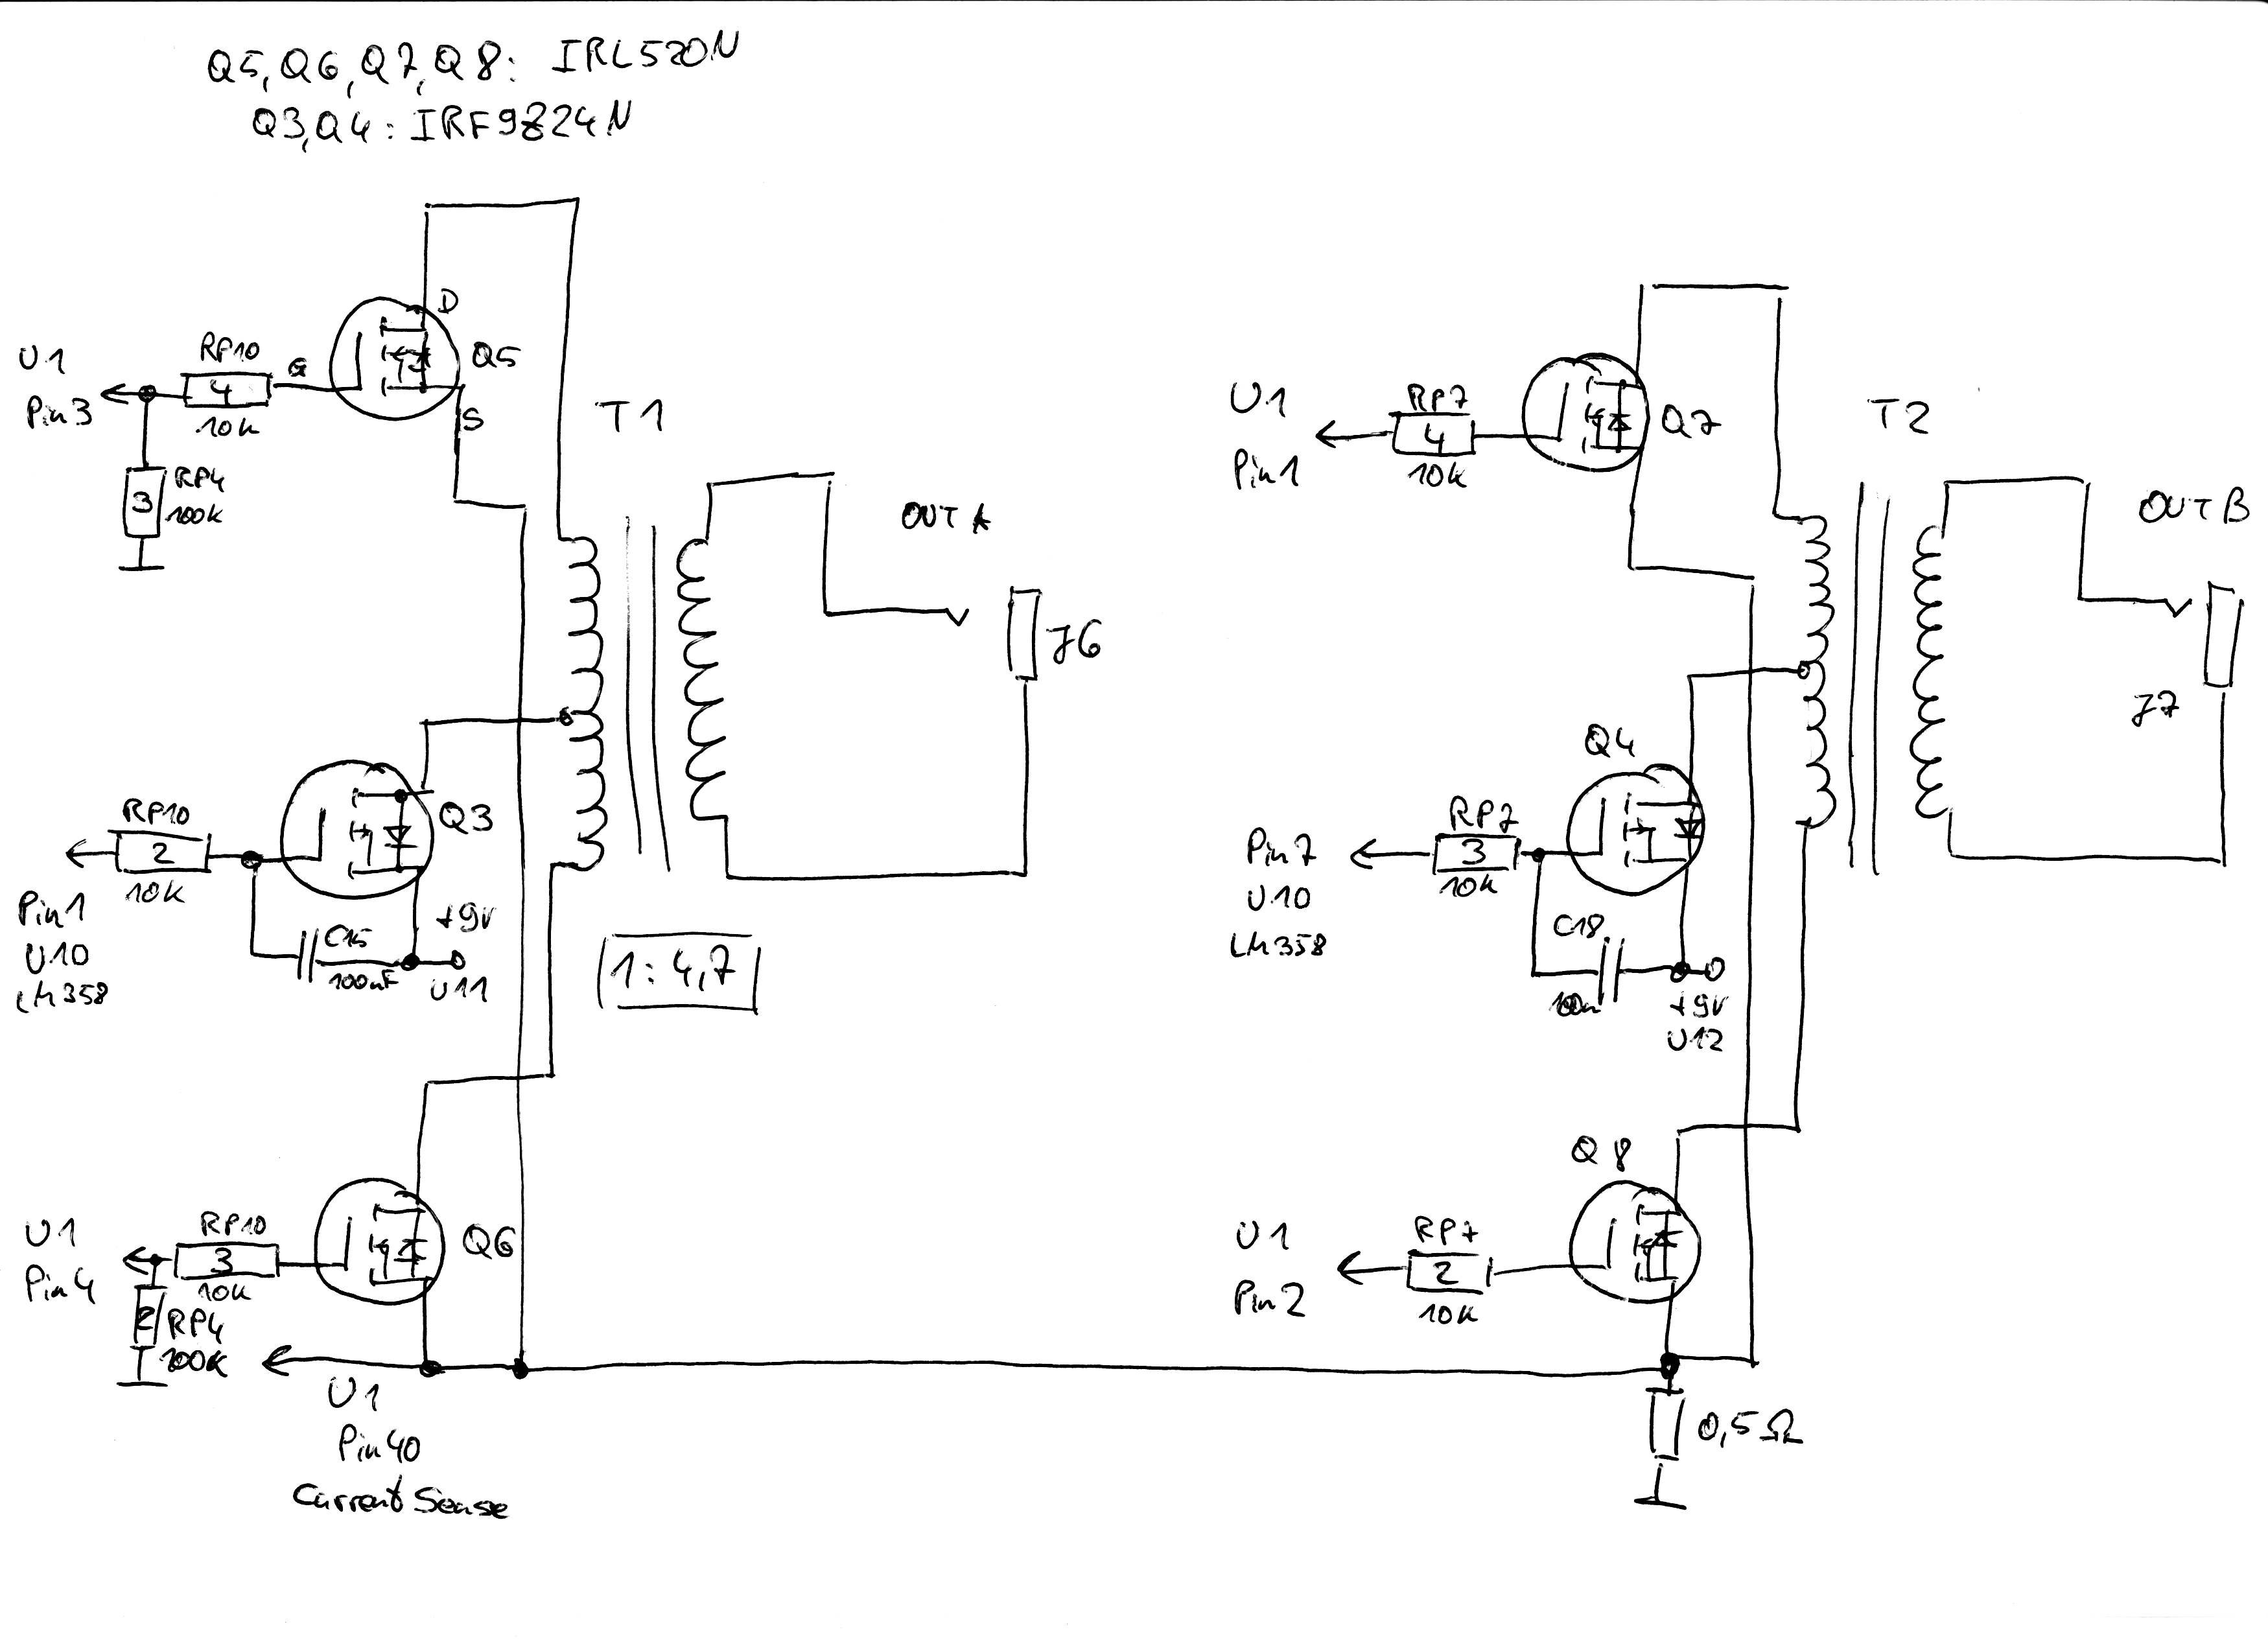 Q5, Q6, Q7, Q8: IRL520N
Q3, Q4: IRF9Z24N
D
U1
Pin3
RP10
4
10k
G
Q5
S
3
RP4
100k
T1
OUT A
J6
RP10
2
10k
Q3
Pin1
U10
LM358
C15
100nF
+9V
U11
1:4,7
U1
Pin4
RP10
3
10k
Q6
2
RP4
100K
U1
Pin40
Current Sense
U1
Pin1
RP7
4
10k
Q7
T2
OUT B
J7
Q4
Pin7
U10
LM358
RP7
3
10k
C18
100n
+9V
U12
Q8
U1
Pin2
RP7
2
10k
0,5Ω